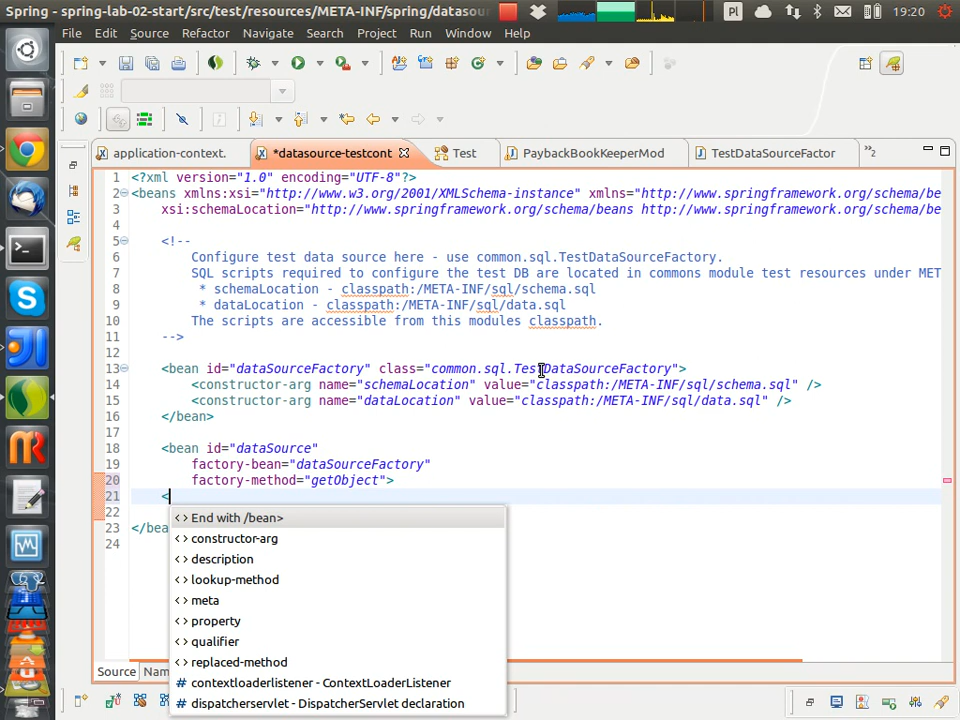 Spring - spring-lab-02-start/src/test/resources/META-INF/spring/datasou
Pl
19:20
File Edit Source Refactor Navigate Search Project Run Window Help
application-context.
*datasource-testcont
Test
PaybackBookKeeperMod
TestDataSourceFactor
»2
1 <?xml version="1.0" encoding="UTF-8"?>
2 <beans xmlns:xsi="http://www.w3.org/2001/XMLSchema-instance" xmlns="http://www.springframework.org/schema/be
3 xsi:schemaLocation="http://www.springframework.org/schema/beans http://www.springframework.org/schema/be
4
5 <!--
6 Configure test data source here - use common.sql.TestDataSourceFactory.
7 SQL scripts required to configure the test DB are located in commons module test resources under MET
8 * schemaLocation - classpath:/META-INF/sql/schema.sql
9 * dataLocation - classpath:/META-INF/sql/data.sql
10 The scripts are accessible from this modules classpath.
11 -->
12
13 <bean id="dataSourceFactory" class="common.sql.TestDataSourceFactory">
14 <constructor-arg name="schemaLocation" value="classpath:/META-INF/sql/schema.sql" />
15 <constructor-arg name="dataLocation" value="classpath:/META-INF/sql/data.sql" />
16 </bean>
17
18 <bean id="dataSource"
19 factory-bean="dataSourceFactory"
20 factory-method="getObject">
21 <
22
23 </bea
24
<> End with /bean>
<> constructor-arg
<> description
<> lookup-method
<> meta
<> property
<> qualifier
<> replaced-method
# contextloaderlistener - ContextLoaderListener
# dispatcherservlet - DispatcherServlet declaration
Source Nam